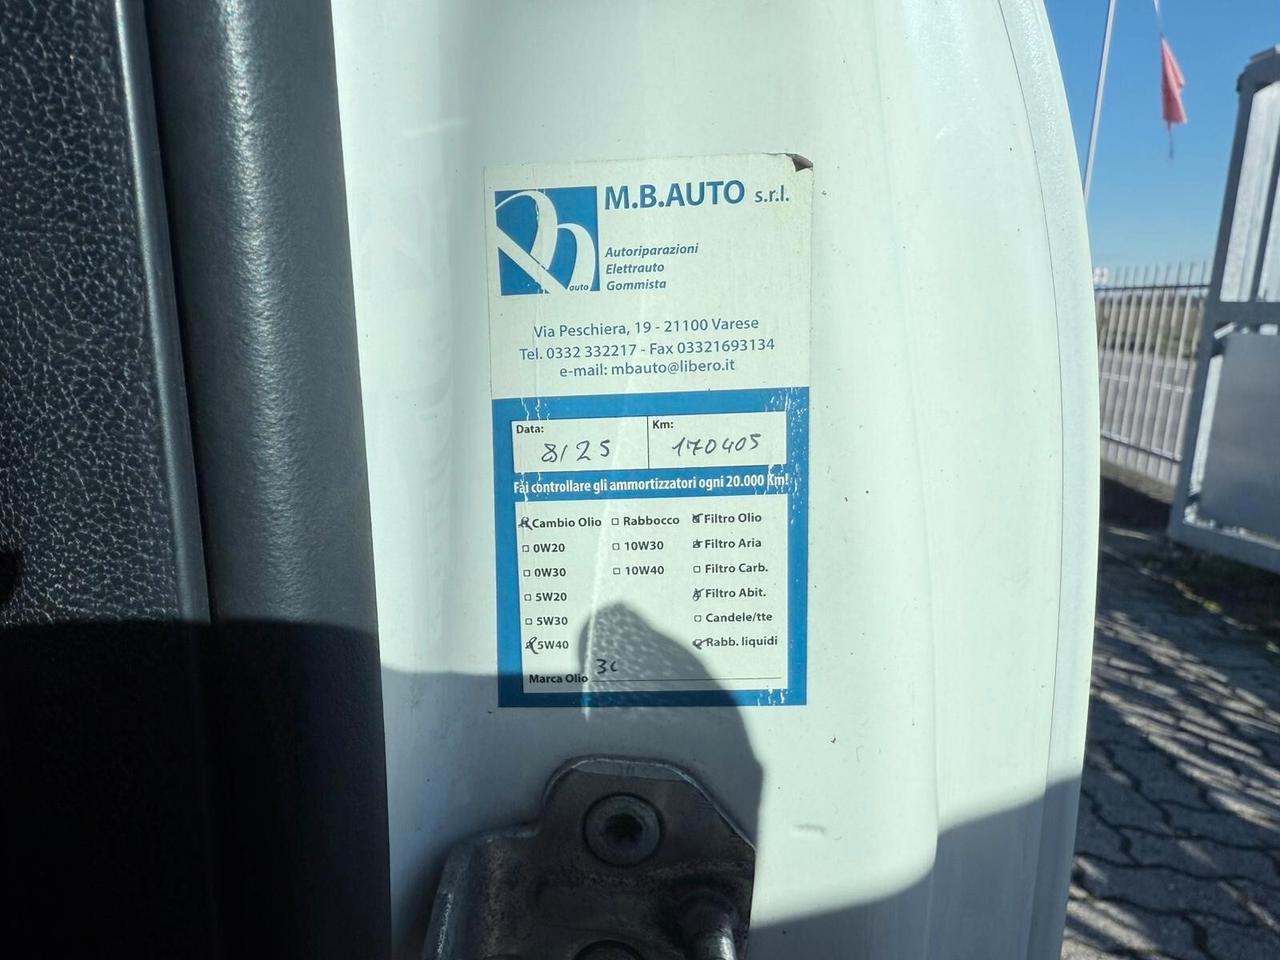 M.B.AUTO s.r.l.
auto
Autoriparazioni
Elettrauto
Gommista
Via Peschiera, 19 - 21100 Varese
Tel. 0332 332217 - Fax 03321693134
e-mail: mbauto@libero.it
Data: 8/25 Km: 170405
Fai controllare gli ammortizzatori ogni 20.000 Km!
Cambio Olio Rabbocco Filtro Olio
0W20 10W30 Filtro Aria
0W30 10W40 Filtro Carb.
5W20 Filtro Abit.
5W30 Candele/tte
5W40 Rabb. liquidi
Marca Olio